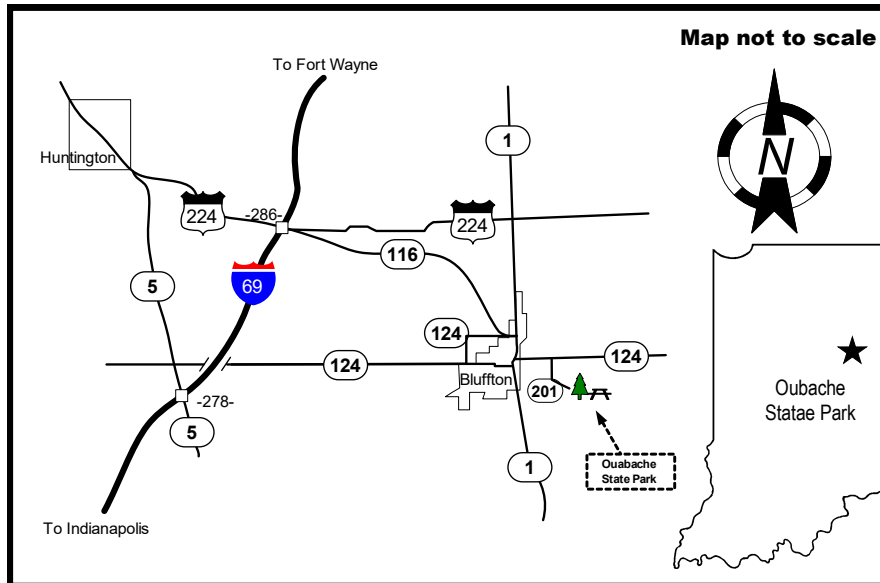 Map not to scale
To Fort Wayne
1
N
Huntington
224
-286-
224
116
5
69
124
124
124
Bluffton
201
-278-
5
Oubache
Statae Park
1
Ouabache
State Park
To Indianapolis